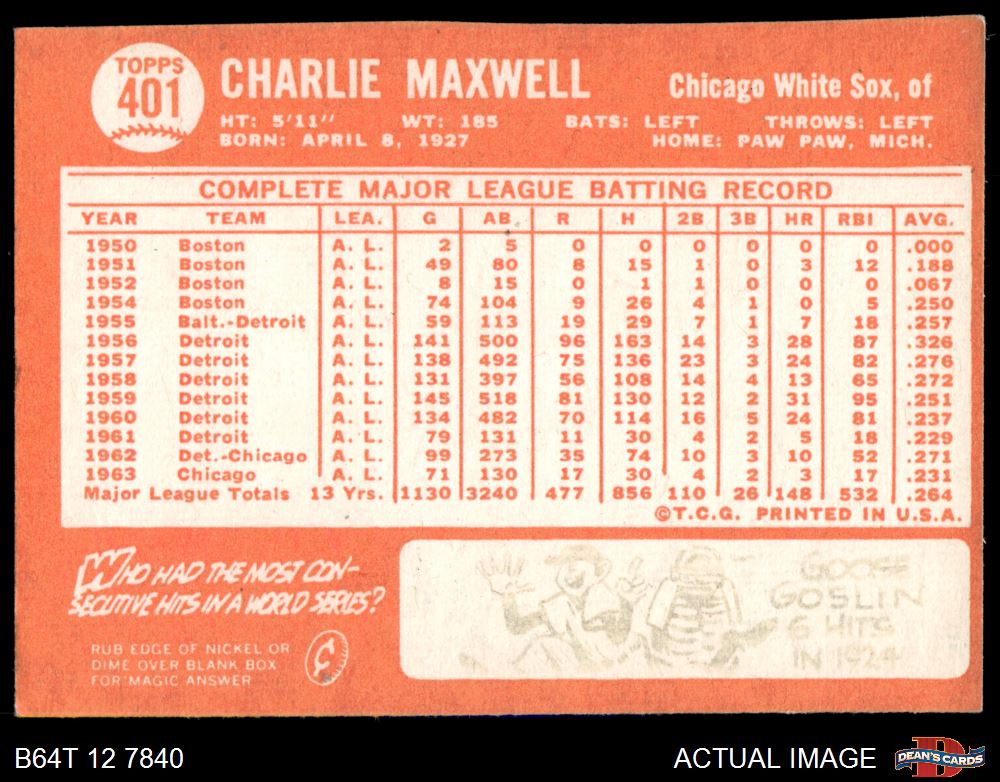 TOPPS
401
CHARLIE MAXWELL
Chicago White Sox, of
HT: 5'11" WT: 185 BATS: LEFT THROWS: LEFT
BORN: APRIL 8, 1927 HOME: PAW PAW, MICH.
COMPLETE MAJOR LEAGUE BATTING RECORD
YEAR TEAM LEA. G AB R H 2B 3B HR RBI AVG.
1950 Boston A. L. 2 5 0 0 0 0 0 0 .000
1951 Boston A. L. 49 80 8 15 1 0 3 12 .188
1952 Boston A. L. 8 15 0 1 1 0 0 0 .067
1954 Boston A. L. 74 104 9 26 4 1 0 5 .250
1955 Balt.-Detroit A. L. 59 113 19 29 7 1 7 18 .257
1956 Detroit A. L. 141 500 96 163 14 3 28 87 .326
1957 Detroit A. L. 138 492 75 136 23 3 24 82 .276
1958 Detroit A. L. 131 397 56 108 14 4 13 65 .272
1959 Detroit A. L. 145 518 81 130 12 2 31 95 .251
1960 Detroit A. L. 134 482 70 114 16 5 24 81 .237
1961 Detroit A. L. 79 131 11 30 4 2 5 18 .229
1962 Det.-Chicago A. L. 99 273 35 74 10 3 10 52 .271
1963 Chicago A. L. 71 130 17 30 4 2 3 17 .231
Major League Totals 13 Yrs. 1130 3240 477 856 110 26 148 532 .264
©T.C.G. PRINTED IN U.S.A.
WHO HAD THE MOST CON-
SECUTIVE HITS IN A WORLD SERIES?
RUB EDGE OF NICKEL OR
DIME OVER BLANK BOX
FOR MAGIC ANSWER
GOOSE
GOSLIN
6 HITS
IN 1924
B64T 12 7840
ACTUAL IMAGE
DEAN'S CARDS